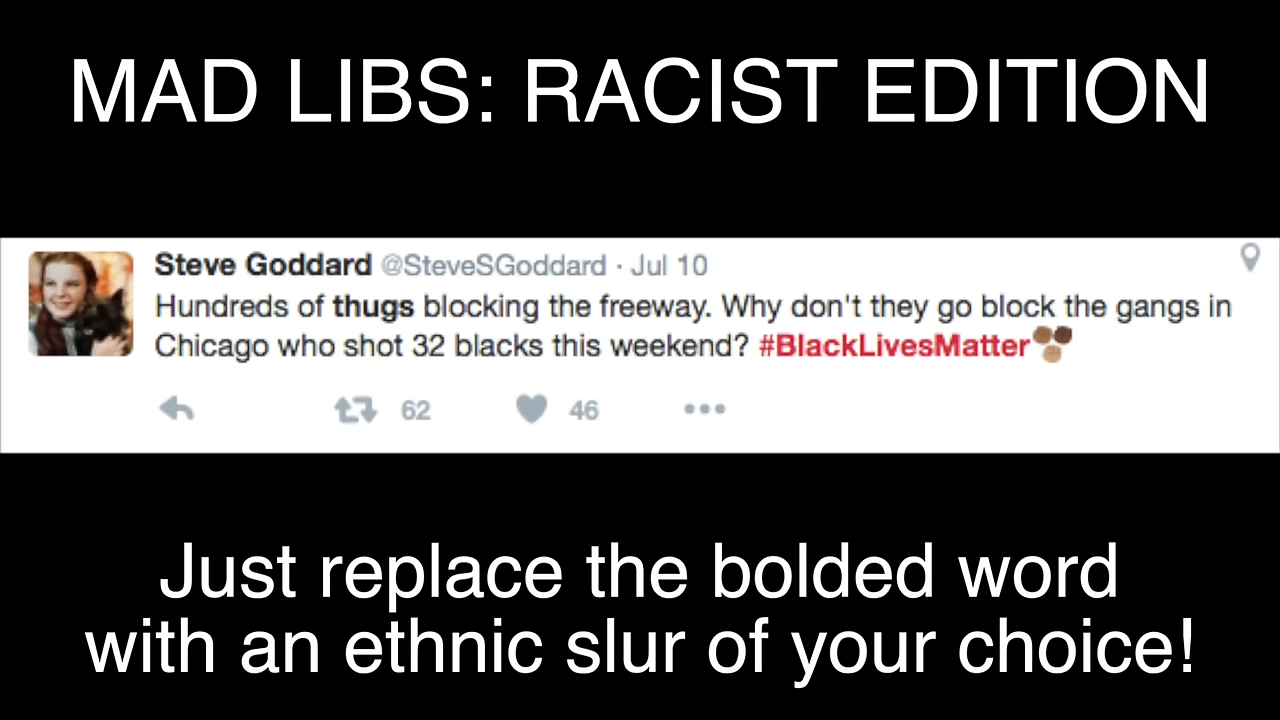 MAD LIBS: RACIST EDITION
Steve Goddard @SteveSGoddard · Jul 10
Hundreds of thugs blocking the freeway. Why don't they go block the gangs in
Chicago who shot 32 blacks this weekend? #BlackLivesMatter
62 46
Just replace the bolded word
with an ethnic slur of your choice!